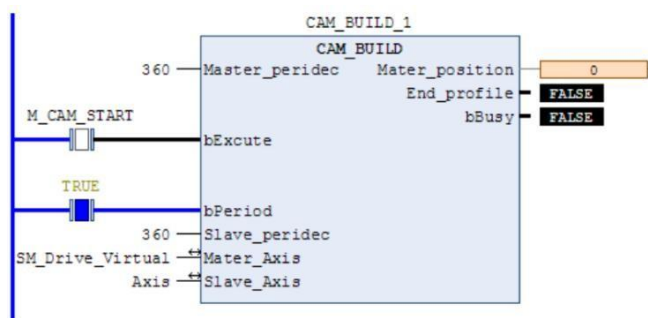 CAM_BUILD_1
CAM_BUILD
360 Master_peridec Mater_position 0
End_profile FALSE
M_CAM_START bBusy FALSE
bExcute
TRUE
bPeriod
360 Slave_peridec
SM_Drive_Virtual Mater_Axis
Axis Slave_Axis